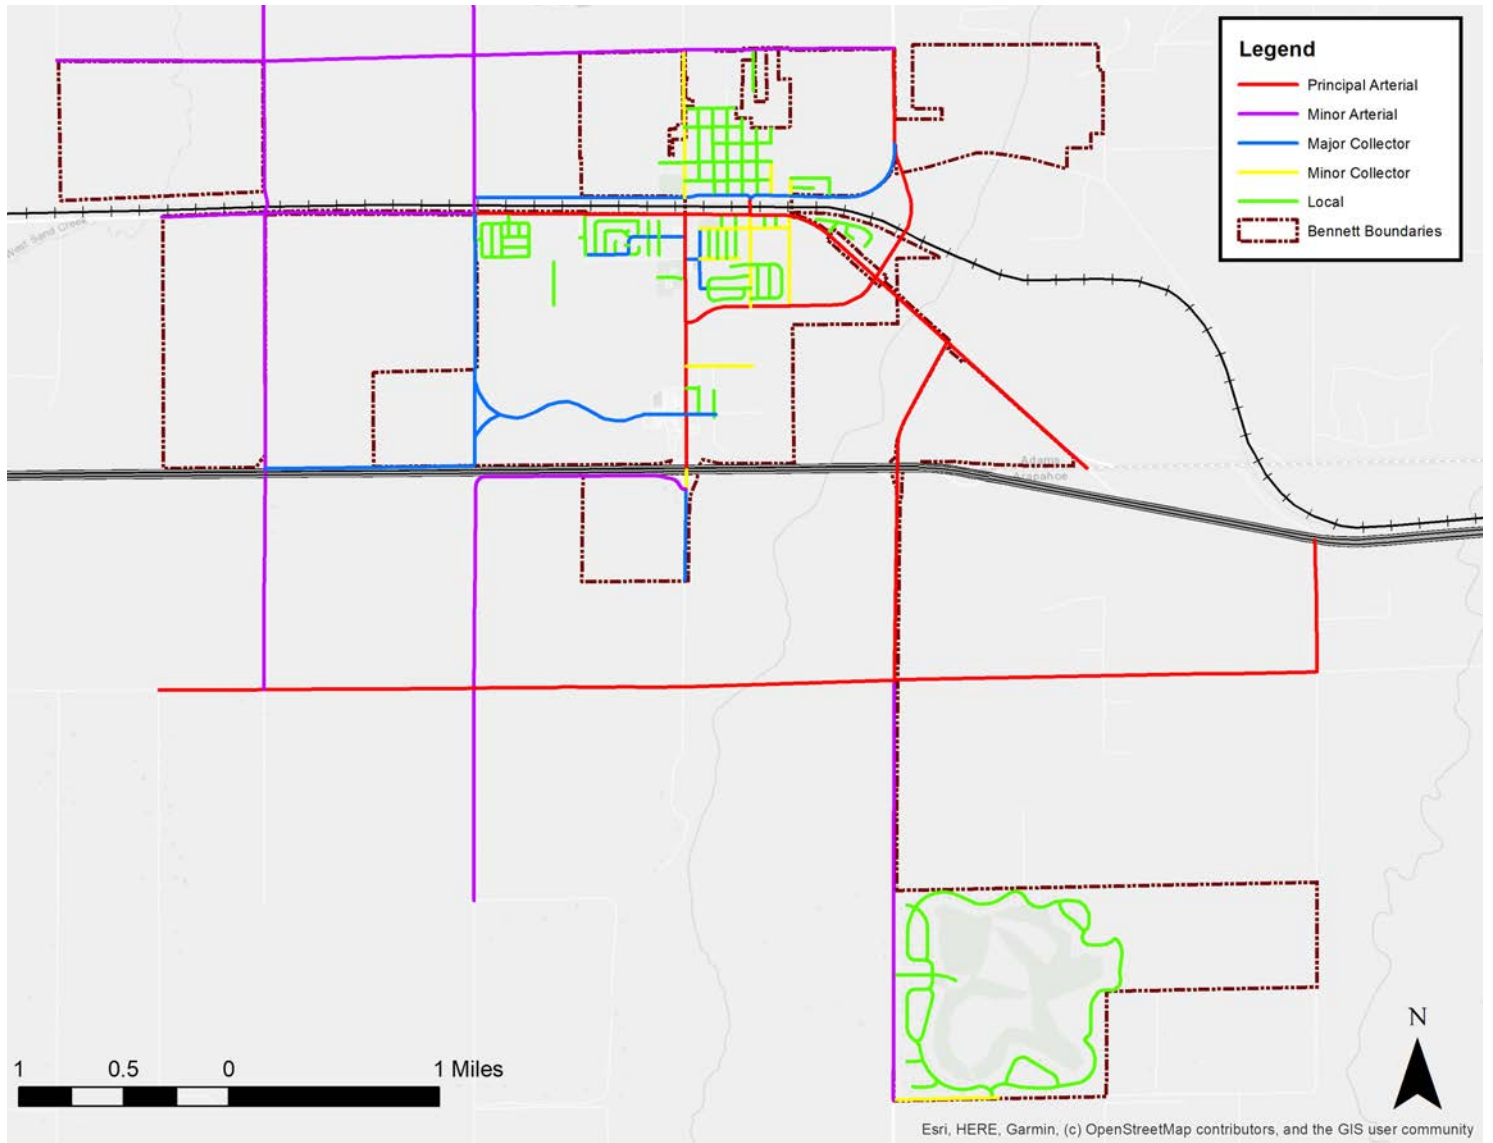 Legend
Principal Arterial
Minor Arterial
Major Collector
Minor Collector
Local
Bennett Boundaries
West Sand Creek
Adams
Arapahoe
N
1 0.5 0 1 Miles
Esri, HERE, Garmin, (c) OpenStreetMap contributors, and the GIS user community